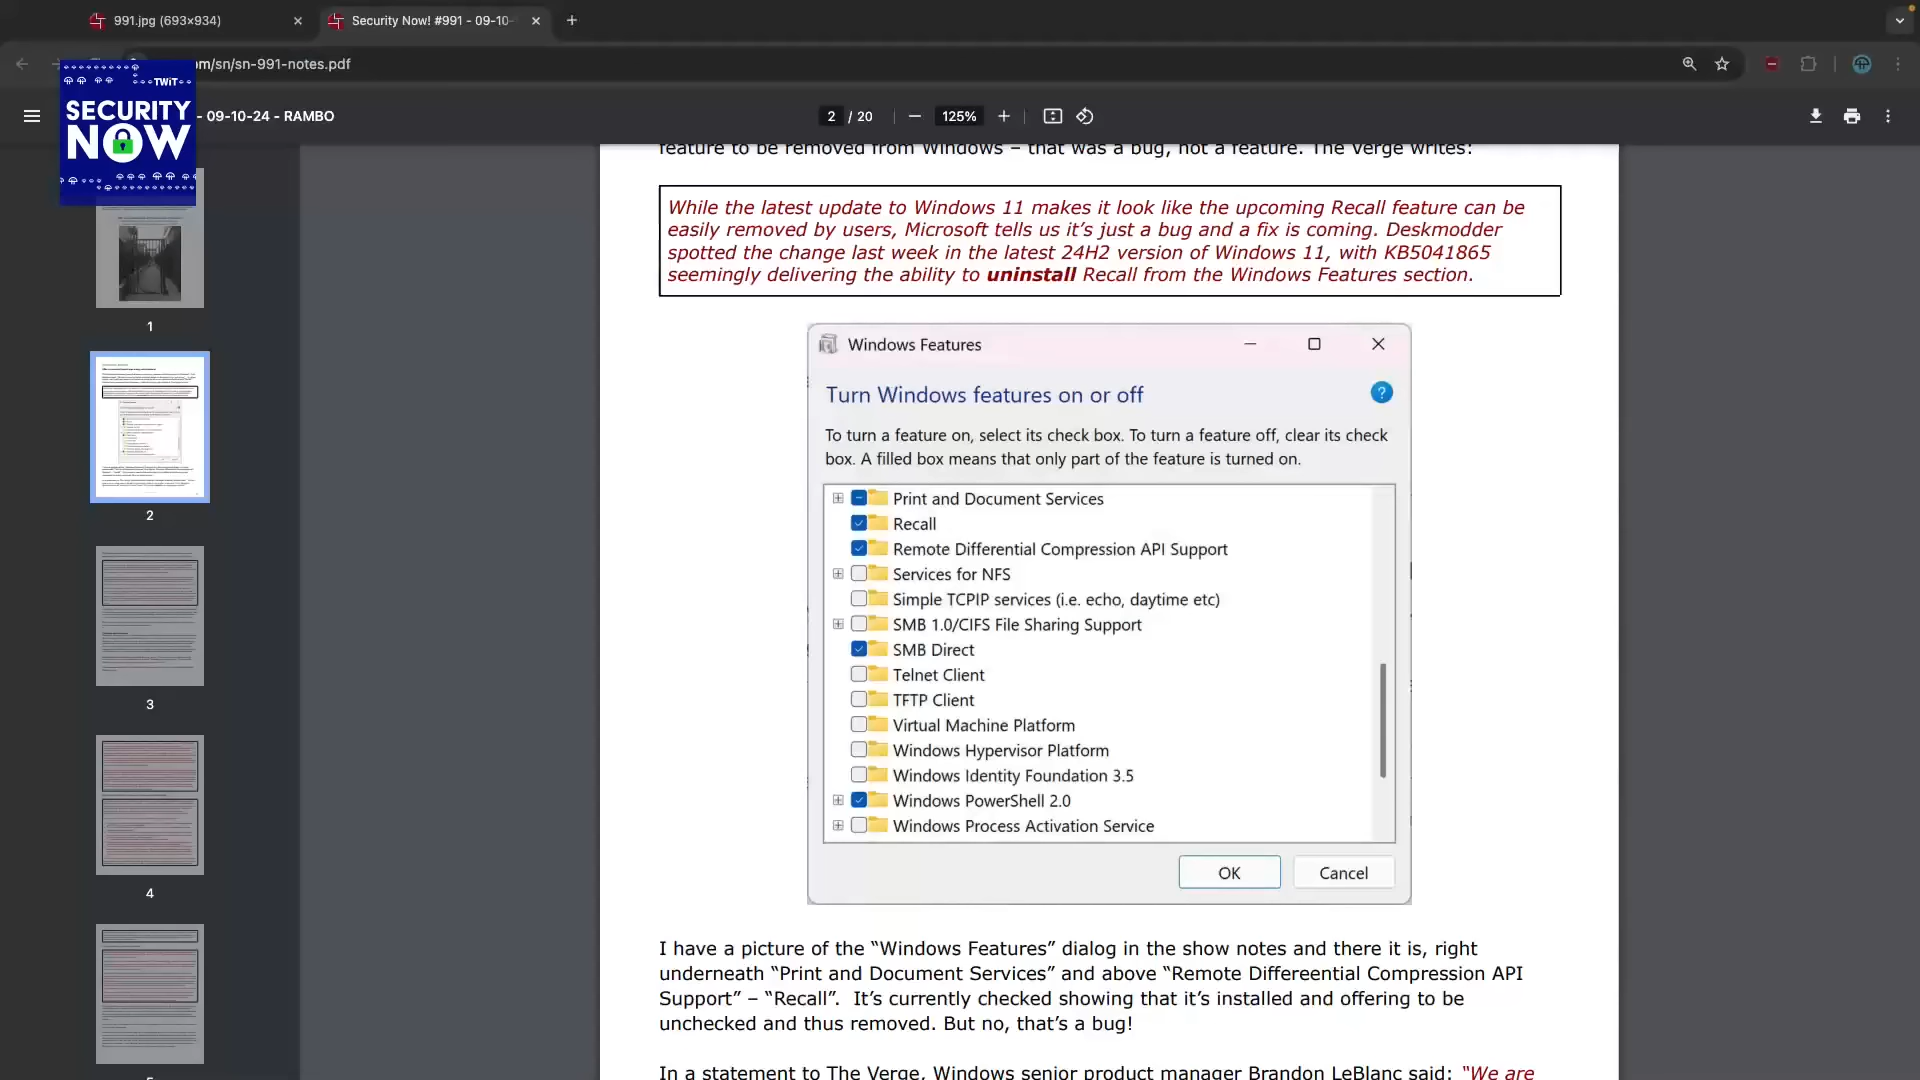 991.jpg (693×934)
Security Now! #991 - 09-10-
om/sn/sn-991-notes.pdf
TWiT
SECURITY
NOW
- 09-10-24 - RAMBO
2 / 20
125%
1
2
3
4
feature to be removed from Windows – that was a bug, not a feature. The Verge writes:
While the latest update to Windows 11 makes it look like the upcoming Recall feature can be
easily removed by users, Microsoft tells us it’s just a bug and a fix is coming. Deskmodder
spotted the change last week in the latest 24H2 version of Windows 11, with KB5041865
seemingly delivering the ability to uninstall Recall from the Windows Features section.
Windows Features
Turn Windows features on or off
?
To turn a feature on, select its check box. To turn a feature off, clear its check
box. A filled box means that only part of the feature is turned on.
Print and Document Services
Recall
Remote Differential Compression API Support
Services for NFS
Simple TCPIP services (i.e. echo, daytime etc)
SMB 1.0/CIFS File Sharing Support
SMB Direct
Telnet Client
TFTP Client
Virtual Machine Platform
Windows Hypervisor Platform
Windows Identity Foundation 3.5
Windows PowerShell 2.0
Windows Process Activation Service
OK
Cancel
I have a picture of the “Windows Features” dialog in the show notes and there it is, right
underneath “Print and Document Services” and above “Remote Differeential Compression API
Support” – “Recall”. It’s currently checked showing that it’s installed and offering to be
unchecked and thus removed. But no, that’s a bug!
In a statement to The Verge, Windows senior product manager Brandon LeBlanc said: “We are